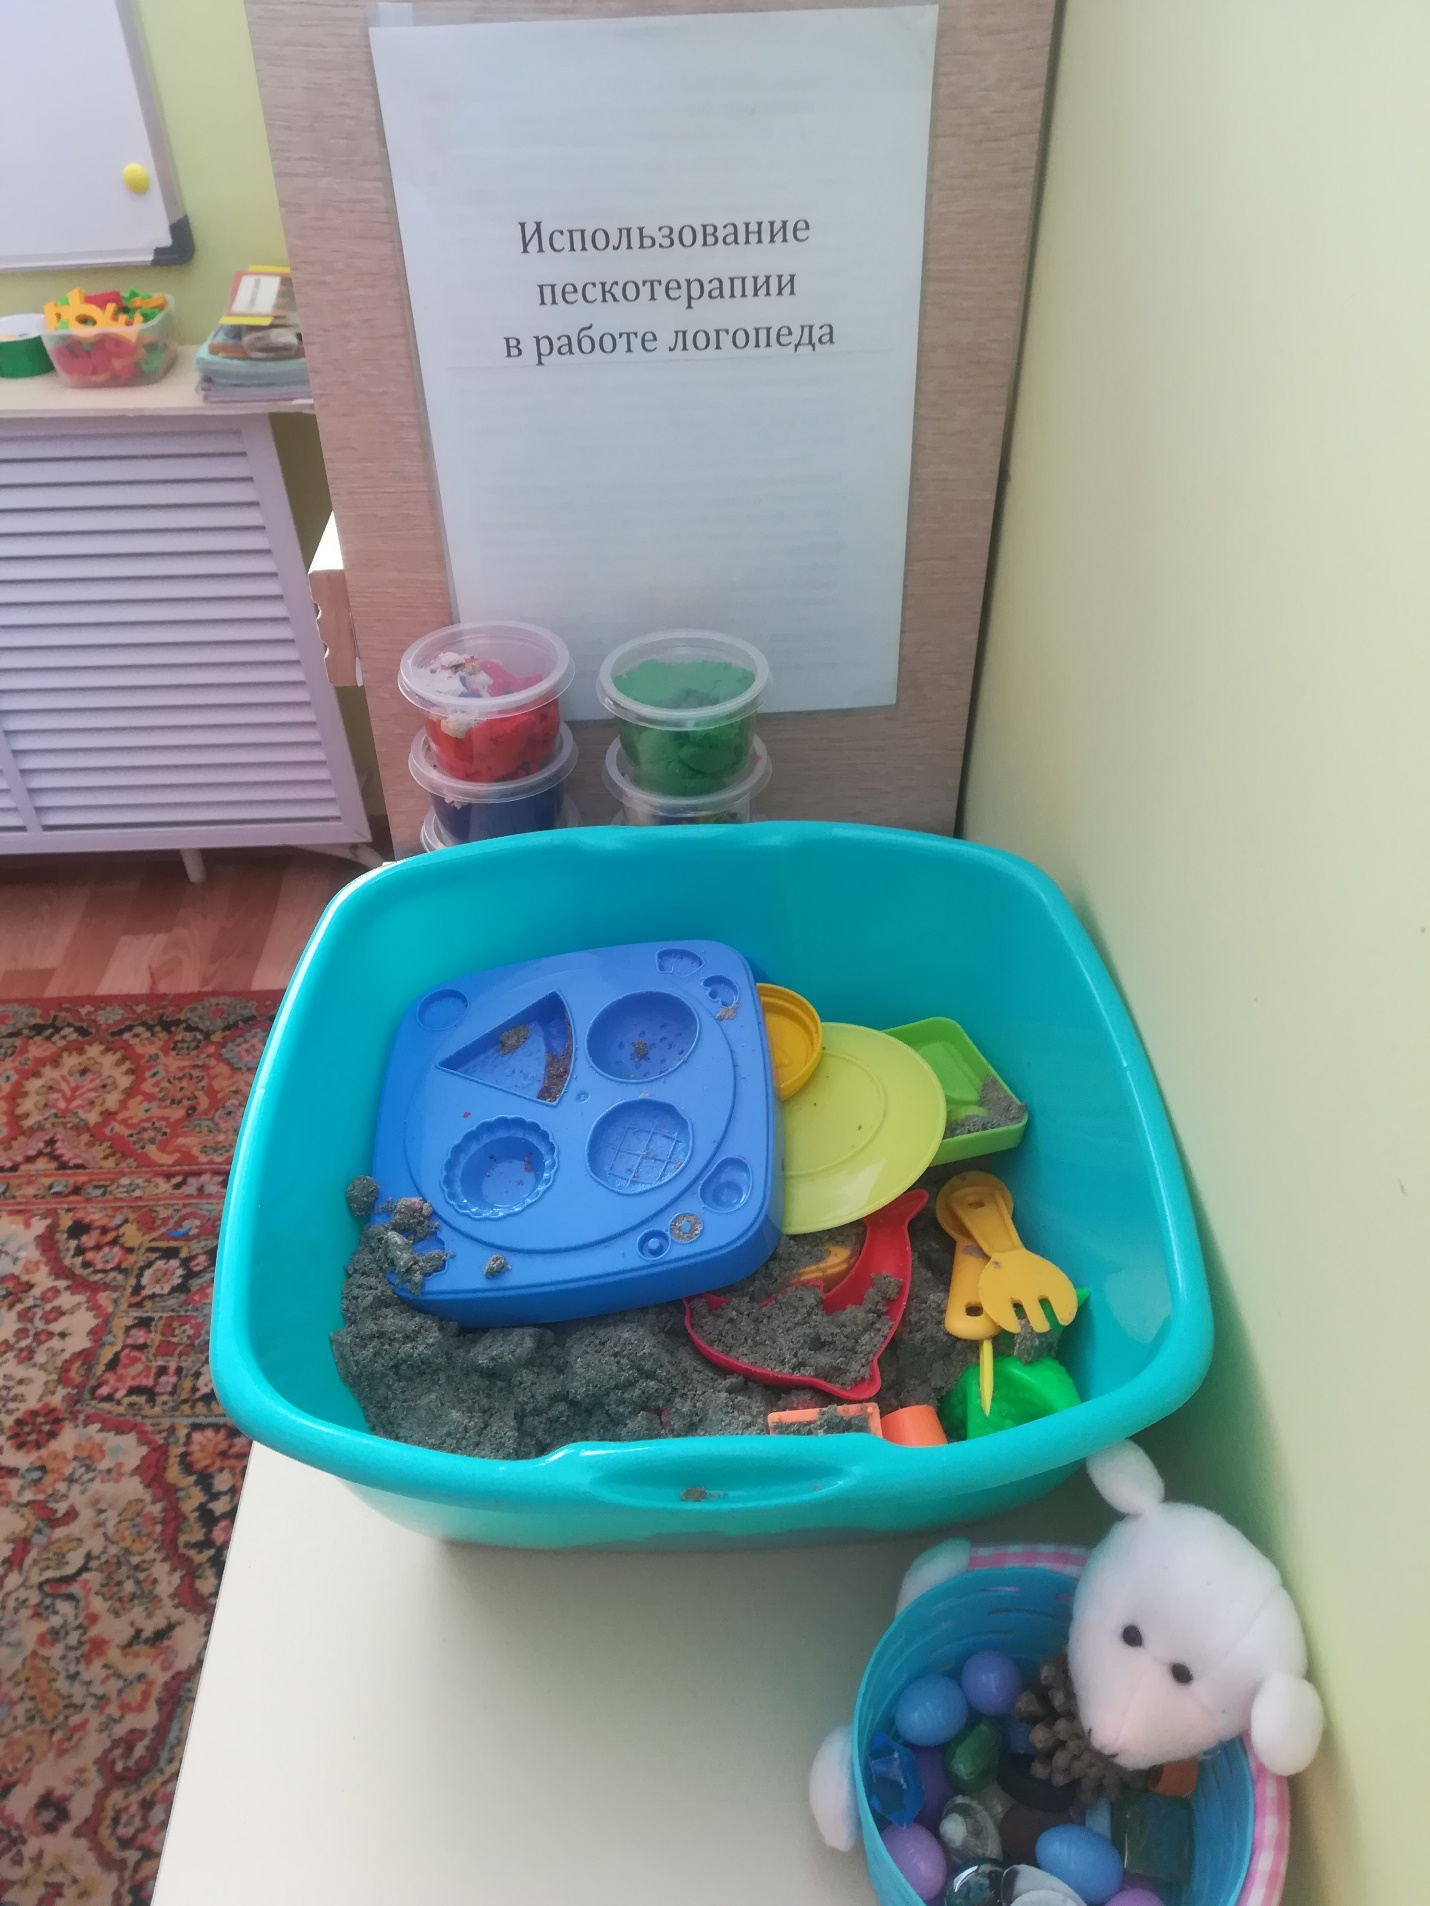 Использование
пескотерапии
в работе логопеда